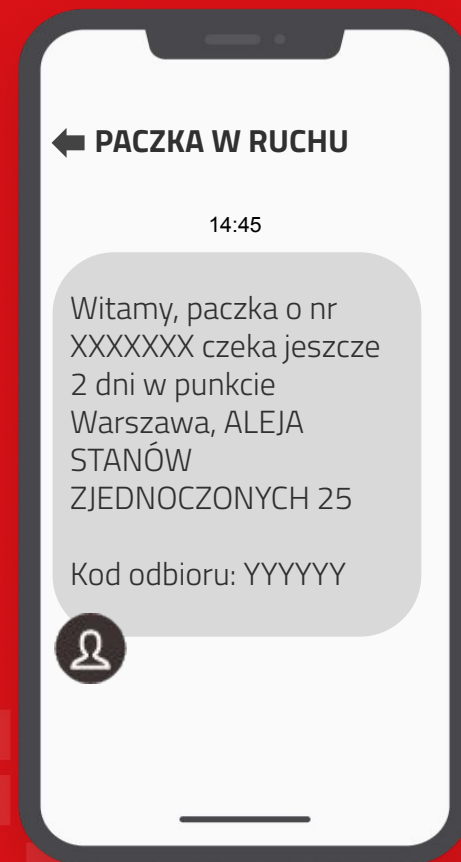 PACZKA W RUCHU
14:45
Witamy, paczka o nr
XXXXXXX czeka jeszcze
2 dni w punkcie
Warszawa, ALEJA
STANÓW
ZJEDNOCZONYCH 25
Kod odbioru: YYYYYY